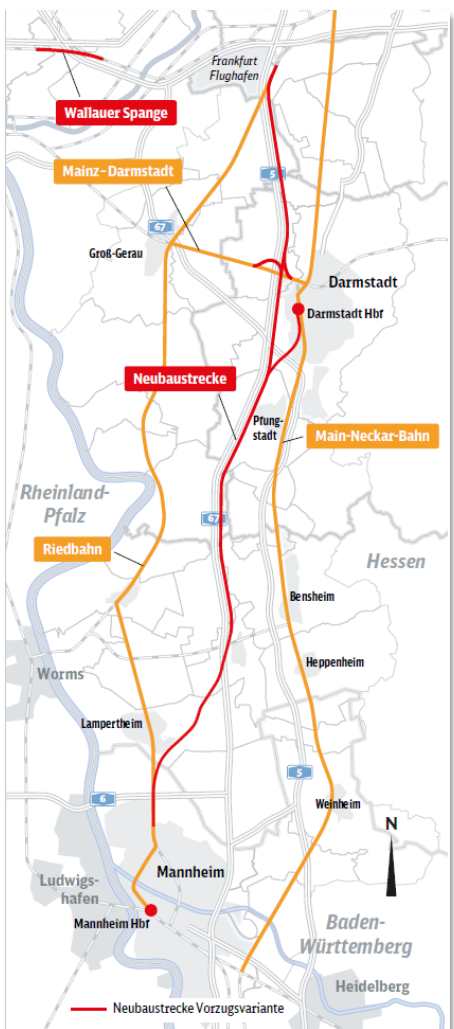 Frankfurt
Flughafen
Wallauer Spange
5
Mainz–Darmstadt
67
Groß-Gerau
Darmstadt
Darmstadt Hbf
Neubaustrecke
Pfung-
stadt
Main-Neckar-Bahn
Rheinland-
Pfalz
67
Riedbahn
Hessen
Bensheim
Heppenheim
Worms
Lampertheim
5
6
Weinheim
N
Mannheim
Ludwigs-
hafen
Mannheim Hbf
Baden-
Württemberg
Heidelberg
Neubaustrecke Vorzugsvariante